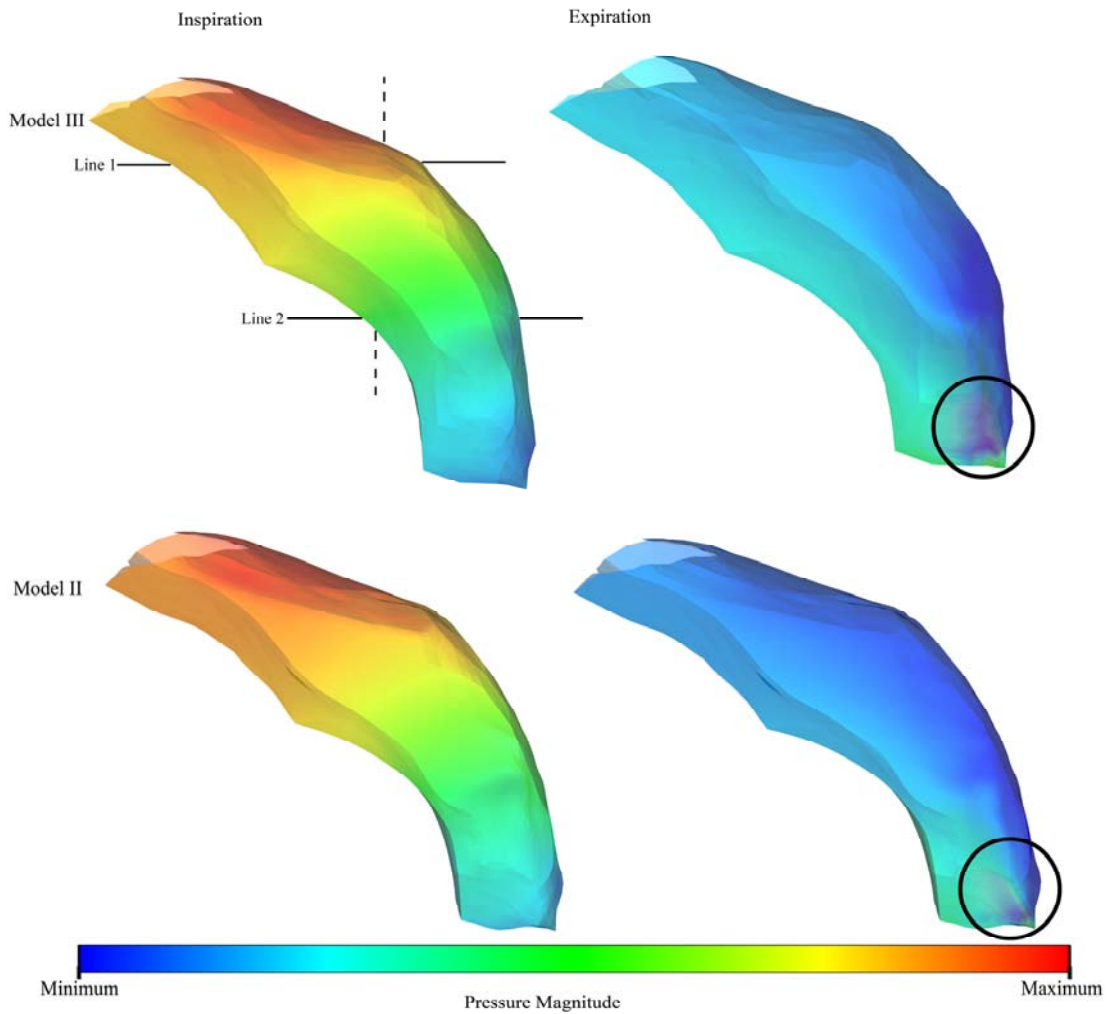 Inspiration
Expiration
Model III
Line 1
Line 2
Model II
Minimum
Maximum
Pressure Magnitude